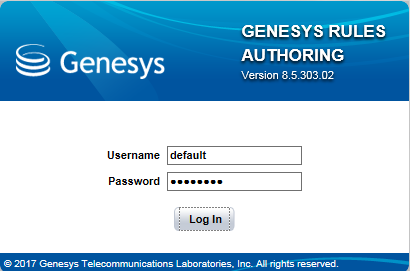 Genesys
GENESYS RULES
AUTHORING
Version 8.5.303.02
Username default
Password ●●●●●●●●
Log In
© 2017 Genesys Telecommunications Laboratories, Inc. All rights reserved.